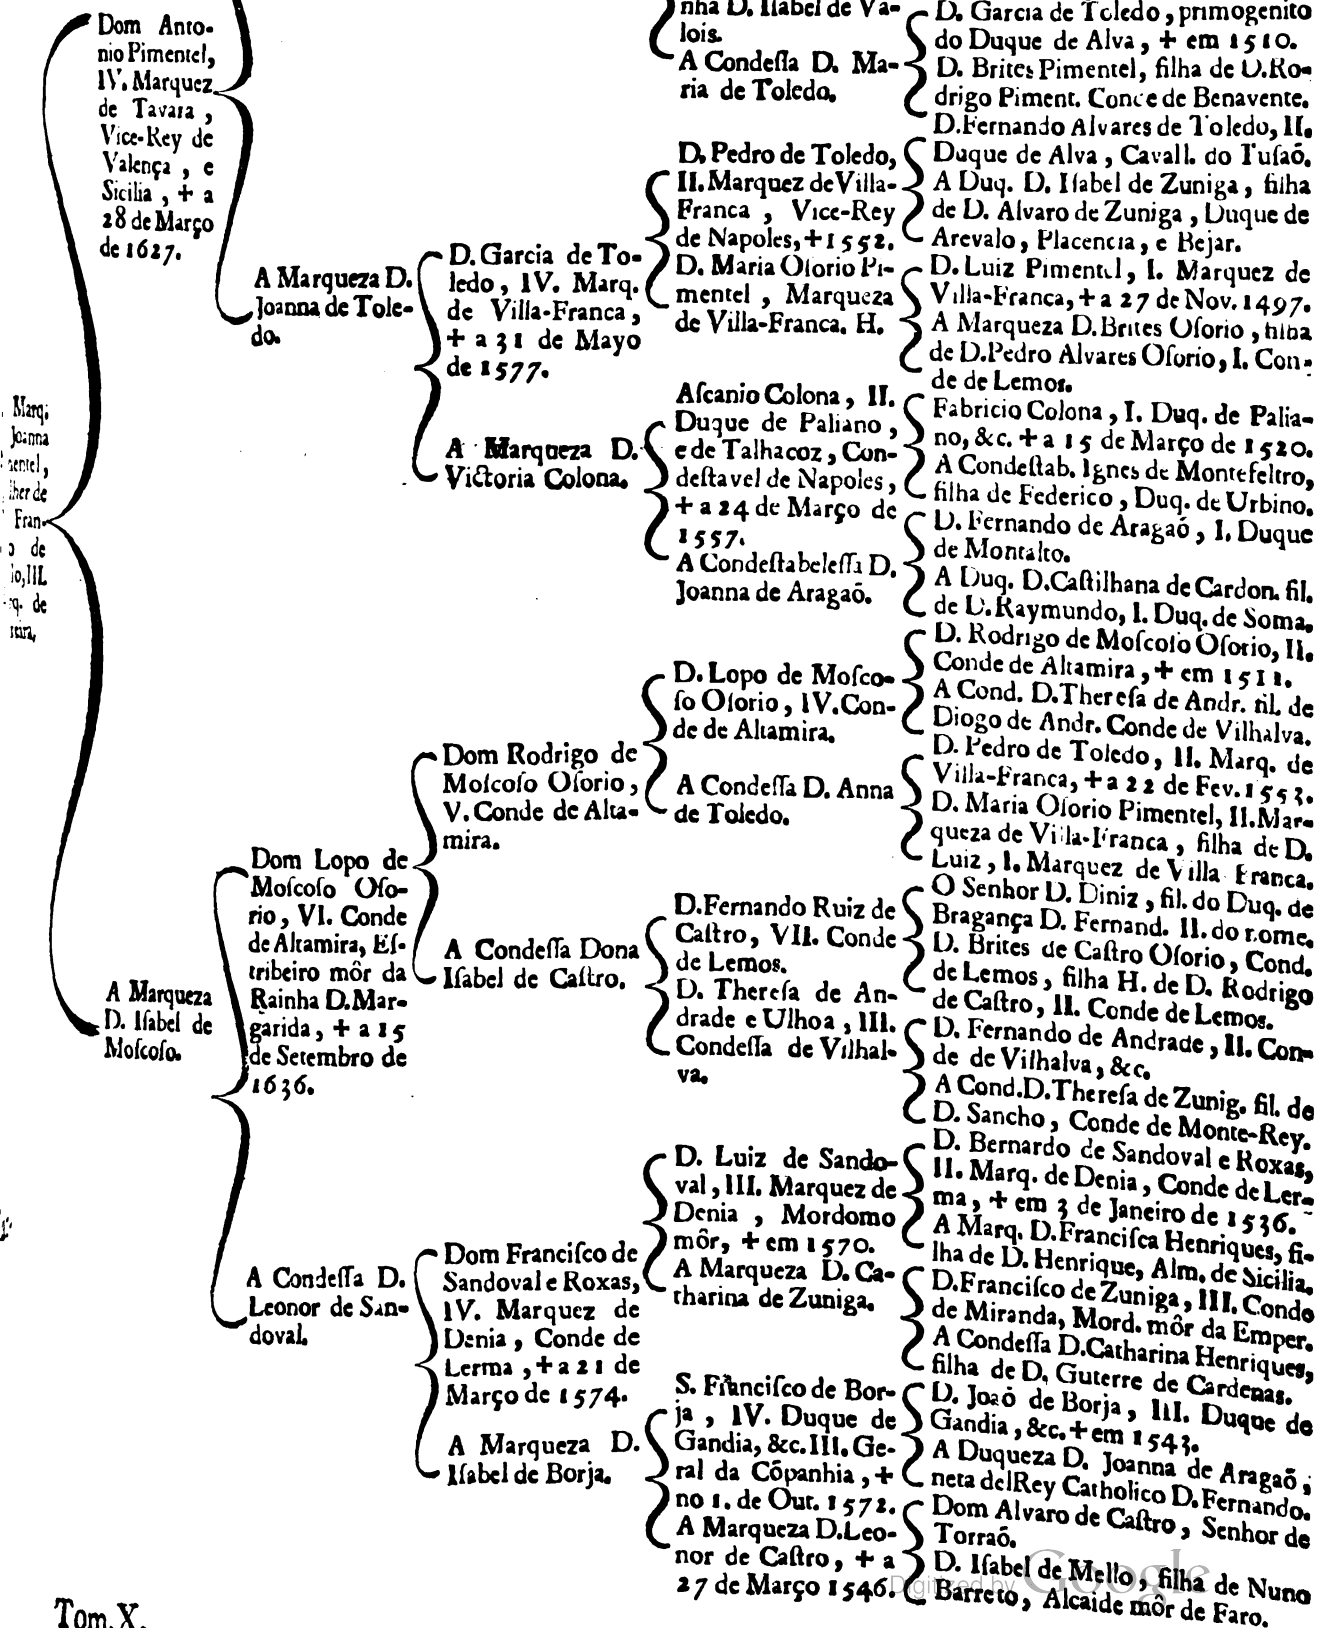 Marq.
Joanna
her de
Fran-
de
lo, III.
de
Dom Anto-
nio Pimentel,
IV. Marquez
de Tavara ,
Vice-Rey de
Valença , e
Sicilia , + a
28 de Março
de 1627.
A Marqueza
D. Iſabel de
Moſcoſo.
A Marqueza D.
Joanna de Tole-
do.
Dom Lopo de
Moſcoſo Oſo-
rio, VI. Conde
de Altamira, Eſ-
tribeiro môr da
Rainha D. Mar-
garida, + a 15
de Setembro de
1636.
A Condeſſa D.
Leonor de San-
doval.
D. Garcia de To-
ledo, IV. Marq.
de Villa-Franca,
+ a 31 de Mayo
de 1577.
A Marqueza D.
Victoria Colona.
Dom Rodrigo de
Moſcoſo Oſorio,
V. Conde de Alta-
mira.
A Condeſſa Dona
Iſabel de Caſtro.
Dom Franciſco de
Sandoval e Roxas,
IV. Marquez de
Denia, Conde de
Lerma, + a 21 de
Março de 1574.
A Marqueza D.
Iſabel de Borja.
nha D. Iſabel de Va-
lois.
A Condeſſa D. Ma-
ria de Toledo.
D. Pedro de Toledo,
II. Marquez de Villa-
Franca , Vice-Rey
de Napoles, + 1552.
D. Maria Oſorio Pi-
mentel , Marqueza
de Villa-Franca. H.
Aſcanio Colona, II.
Duque de Paliano,
e de Talhacoz, Con-
deſtavel de Napoles,
+ a 24 de Março de
1557.
A Condeſtabeleſſa D.
Joanna de Aragaõ.
D. Lopo de Moſco-
ſo Oſorio, IV. Con-
de de Altamira.
A Condeſſa D. Anna
de Toledo.
D. Fernando Ruiz de
Caſtro, VII. Conde
de Lemos.
D. Thereſa de An-
drade e Ulhoa, III.
Condeſſa de Vilhal-
va.
D. Luiz de Sando-
val, III. Marquez de
Denia , Mordomo
môr, + em 1570.
A Marqueza D. Ca-
tharina de Zuniga.
S. Franciſco de Bor-
ja , IV. Duque de
Gandia, &c. III. Ge-
ral da Cõpanhia, +
no 1. de Out. 1572.
A Marqueza D. Leo-
nor de Caſtro, + a
27 de Março 1546.
D. Garcia de Toledo, primogenito
do Duque de Alva, + em 1510.
D. Brites Pimentel, filha de D. Ro-
drigo Piment. Conde de Benavente.
D. Fernando Alvares de Toledo, II.
Duque de Alva, Cavall. do Tuſaõ.
A Duq. D. Iſabel de Zuniga, filha
de D. Alvaro de Zuniga, Duque de
Arevalo, Placencia, e Bejar.
D. Luiz Pimentel, I. Marquez de
Villa-Franca, + a 27 de Nov. 1497.
A Marqueza D. Brites Oſorio, filha
de D. Pedro Alvares Oſorio, I. Con-
de de Lemos.
Fabricio Colona, I. Duq. de Palia-
no, &c. + a 15 de Março de 1520.
A Condeſtab. Ignes de Montefeltro,
filha de Federico, Duq. de Urbino.
D. Fernando de Aragaõ, I. Duque
de Montalto.
A Duq. D. Caſtilhana de Cardon. fil.
de D. Raymundo, I. Duq. de Soma.
D. Rodrigo de Moſcoſo Oſorio, II.
Conde de Altamira, + em 1511.
A Cond. D. Thereſa de Andr. fil. de
Diogo de Andr. Conde de Vilhalva.
D. Pedro de Toledo, II. Marq. de
Villa-Franca, + a 22 de Fev. 1553.
D. Maria Oſorio Pimentel, II. Mar-
queza de Villa-Franca, filha de D.
Luiz, I. Marquez de Villa Franca.
O Senhor D. Diniz, fil. do Duq. de
Bragança D. Fernand. II. do nome.
D. Brites de Caſtro Oſorio, Cond.
de Lemos, filha H. de D. Rodrigo
de Caſtro, II. Conde de Lemos.
D. Fernando de Andrade, II. Con-
de de Vilhalva, &c.
A Cond. D. Thereſa de Zunig. fil. de
D. Sancho, Conde de Monte-Rey.
D. Bernardo de Sandoval e Roxas,
II. Marq. de Denia, Conde de Ler-
ma, + em 3 de Janeiro de 1536.
A Marq. D. Franciſca Henriques, fi-
lha de D. Henrique, Alm. de Sicilia.
D. Franciſco de Zuniga, III. Condo
de Miranda, Mord. môr da Emper.
A Condeſſa D. Catharina Henriques,
filha de D. Guterre de Cardenas.
D. Joaõ de Borja, III. Duque de
Gandia, &c. + em 1543.
A Duqueza D. Joanna de Aragaõ,
neta delRey Catholico D. Fernando.
Dom Alvaro de Caſtro, Senhor de
Torraõ.
D. Iſabel de Mello, filha de Nuno
Barreto, Alcaide môr de Faro.
Tom. X.
Digitized by Google